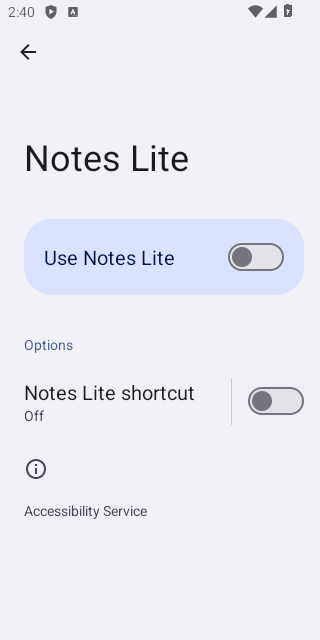 2:40
Notes Lite
Use Notes Lite
Options
Notes Lite shortcut
Off
Accessibility Service